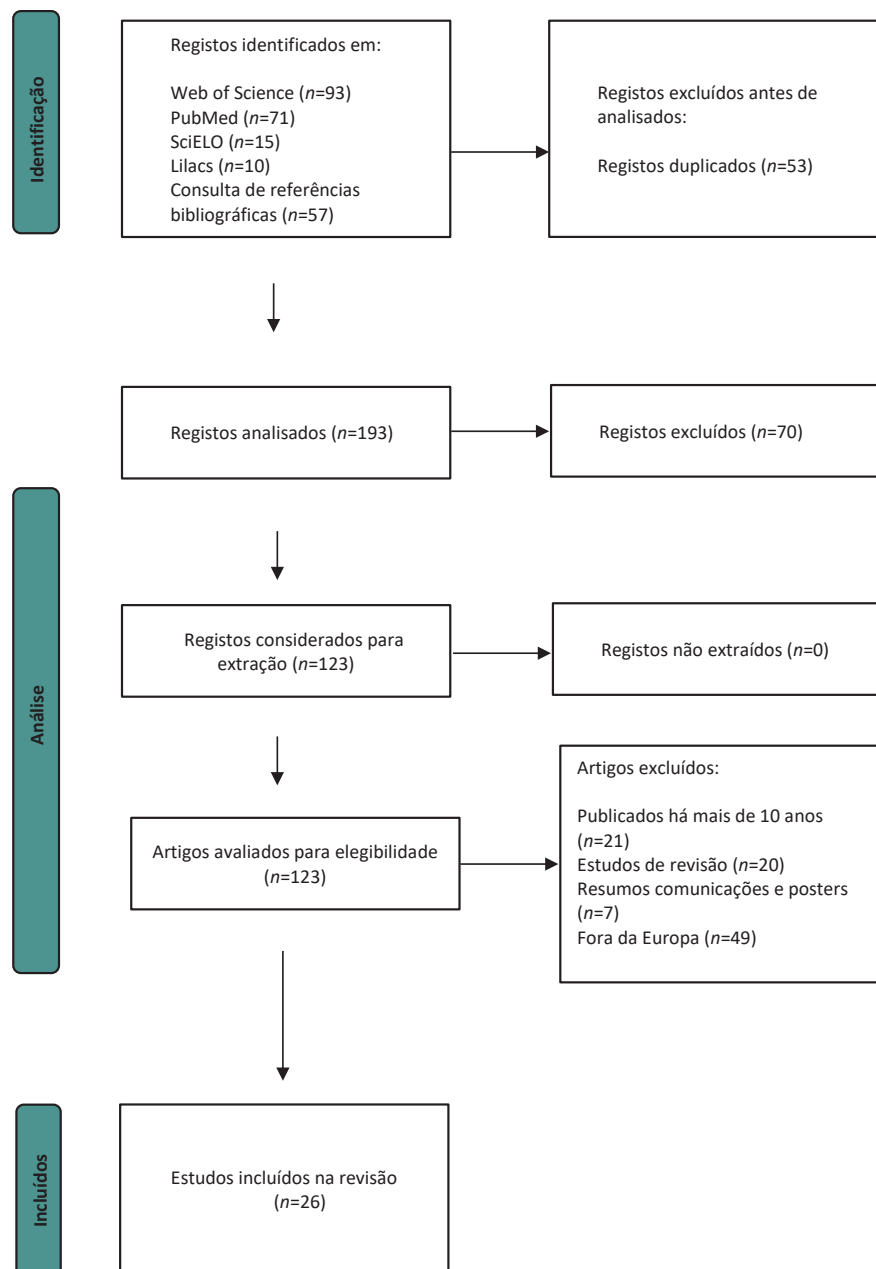 Identificação
Registos identificados em:
Web of Science (n=93)
PubMed (n=71)
SciELO (n=15)
Lilacs (n=10)
Consulta de referências
bibliográficas (n=57)
Registos excluídos antes de
analisados:
Registos duplicados (n=53)
Registos analisados (n=193)
Registos excluídos (n=70)
Análise
Registos considerados para
extração (n=123)
Registos não extraídos (n=0)
Artigos avaliados para elegibilidade
(n=123)
Artigos excluídos:
Publicados há mais de 10 anos
(n=21)
Estudos de revisão (n=20)
Resumos comunicações e posters
(n=7)
Fora da Europa (n=49)
Incluídos
Estudos incluídos na revisão
(n=26)